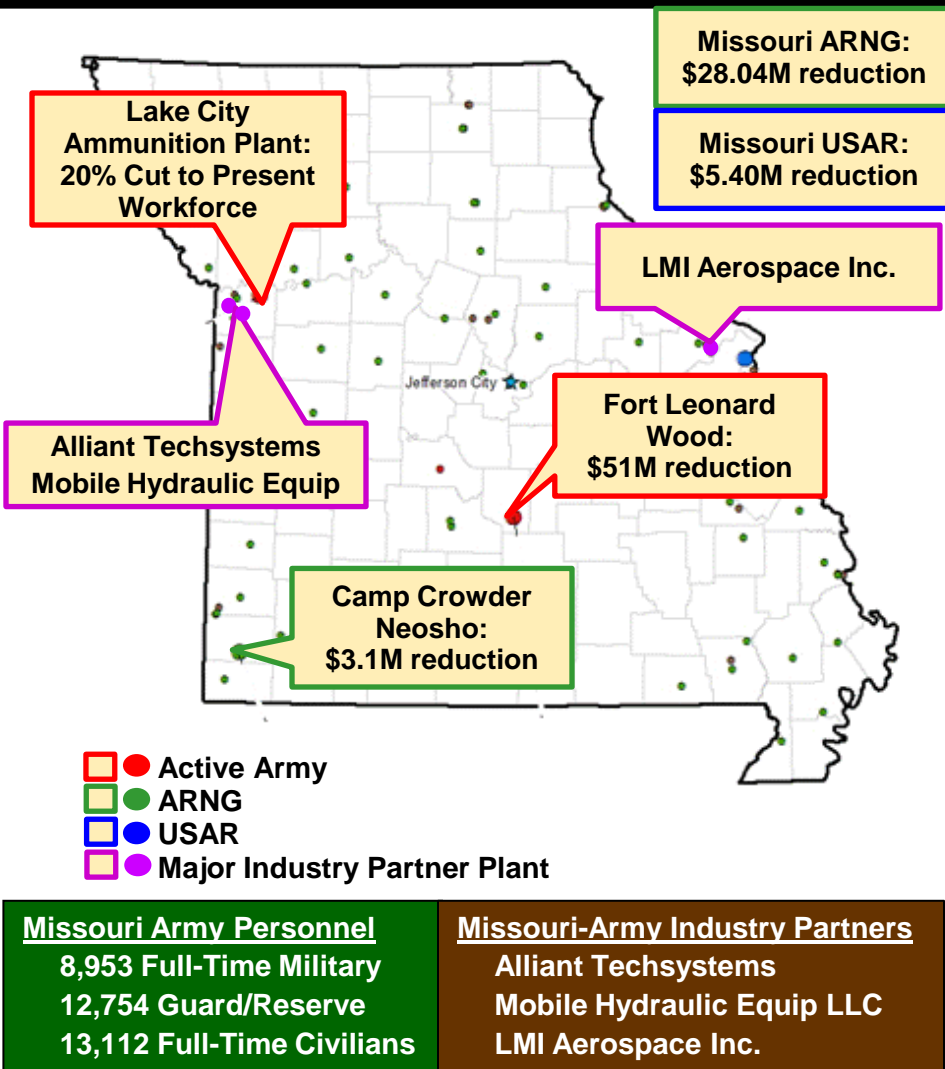 Missouri ARNG:
$28.04M reduction
Missouri USAR:
$5.40M reduction
Lake City
Ammunition Plant:
20% Cut to Present
Workforce
LMI Aerospace Inc.
Jefferson City
Fort Leonard
Wood:
$51M reduction
Alliant Techsystems
Mobile Hydraulic Equip
Camp Crowder
Neosho:
$3.1M reduction
Active Army
ARNG
USAR
Major Industry Partner Plant
Missouri Army Personnel
8,953 Full-Time Military
12,754 Guard/Reserve
13,112 Full-Time Civilians
Missouri-Army Industry Partners
Alliant Techsystems
Mobile Hydraulic Equip LLC
LMI Aerospace Inc.